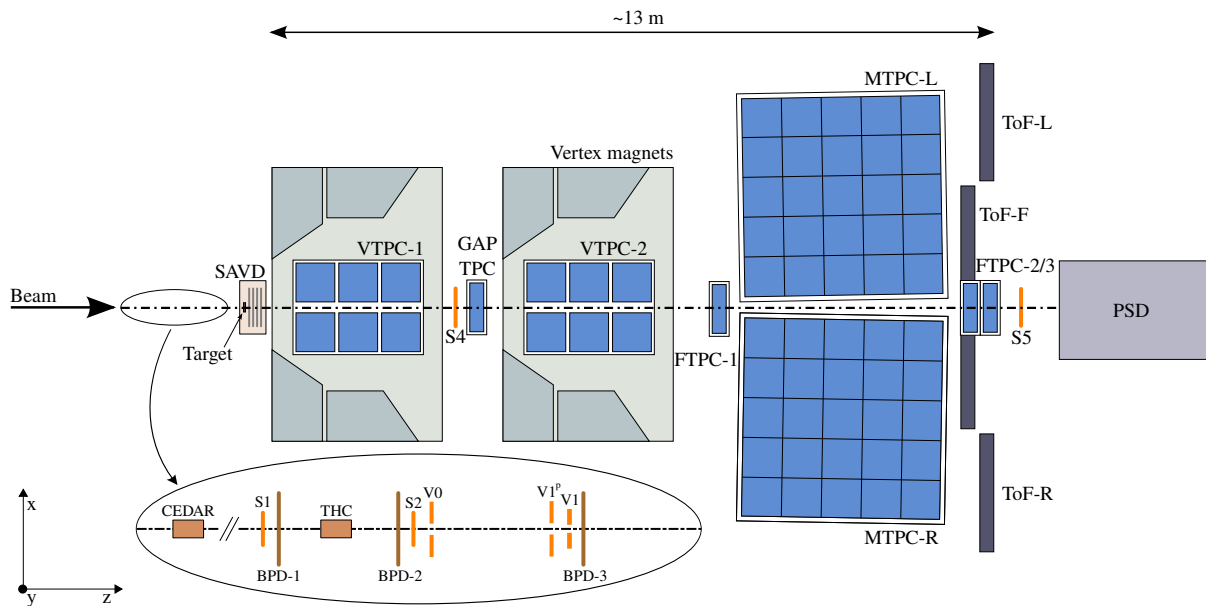 ~13 m
MTPC-L
ToF-L
Vertex magnets
ToF-F
VTPC-1
GAP
TPC
VTPC-2
SAVD
FTPC-2/3
Beam
PSD
Target
S4
FTPC-1
S5
x
y
z
CEDAR
S1
THC
S2
V0
V1ᵖ
V1
BPD-1
BPD-2
BPD-3
ToF-R
MTPC-R